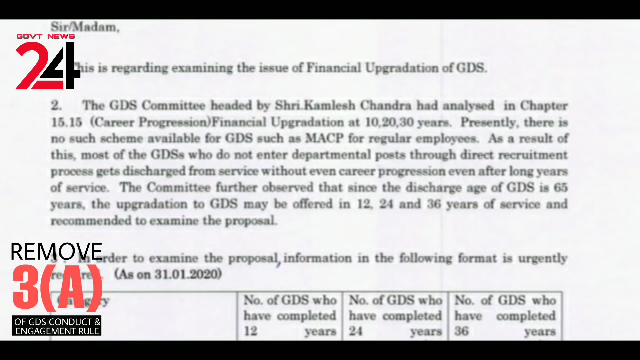 Sir/Madam,
GOVT NEWS
24
his is regarding examining the issue of Financial Upgradation of GDS.
2. The GDS Committee headed by Shri.Kamlesh Chandra had analysed in Chapter
15.15 (Career Progression)Financial Upgradation at 10,20,30 years. Presently, there is
no such scheme available for GDS such as MACP for regular employees. As a result of
this, most of the GDSs who do not enter departmental posts through direct recruitment
process gets discharged from service without even career progression even after long years
of service. The Committee further observed that since the discharge age of GDS is 65
years, the upgradation to GDS may be offered in 12, 24 and 36 years of service and
recommended to examine the proposal.
order to examine the proposal, information in the following format is urgently
(As on 31.01.2020)
REMOVE
3(A)
OF GDS CONDUCT &
ENGAGEMENT RULE
No. of GDS who No. of GDS who No. of GDS who
have completed have completed have completed
12 years 24 years 36 years